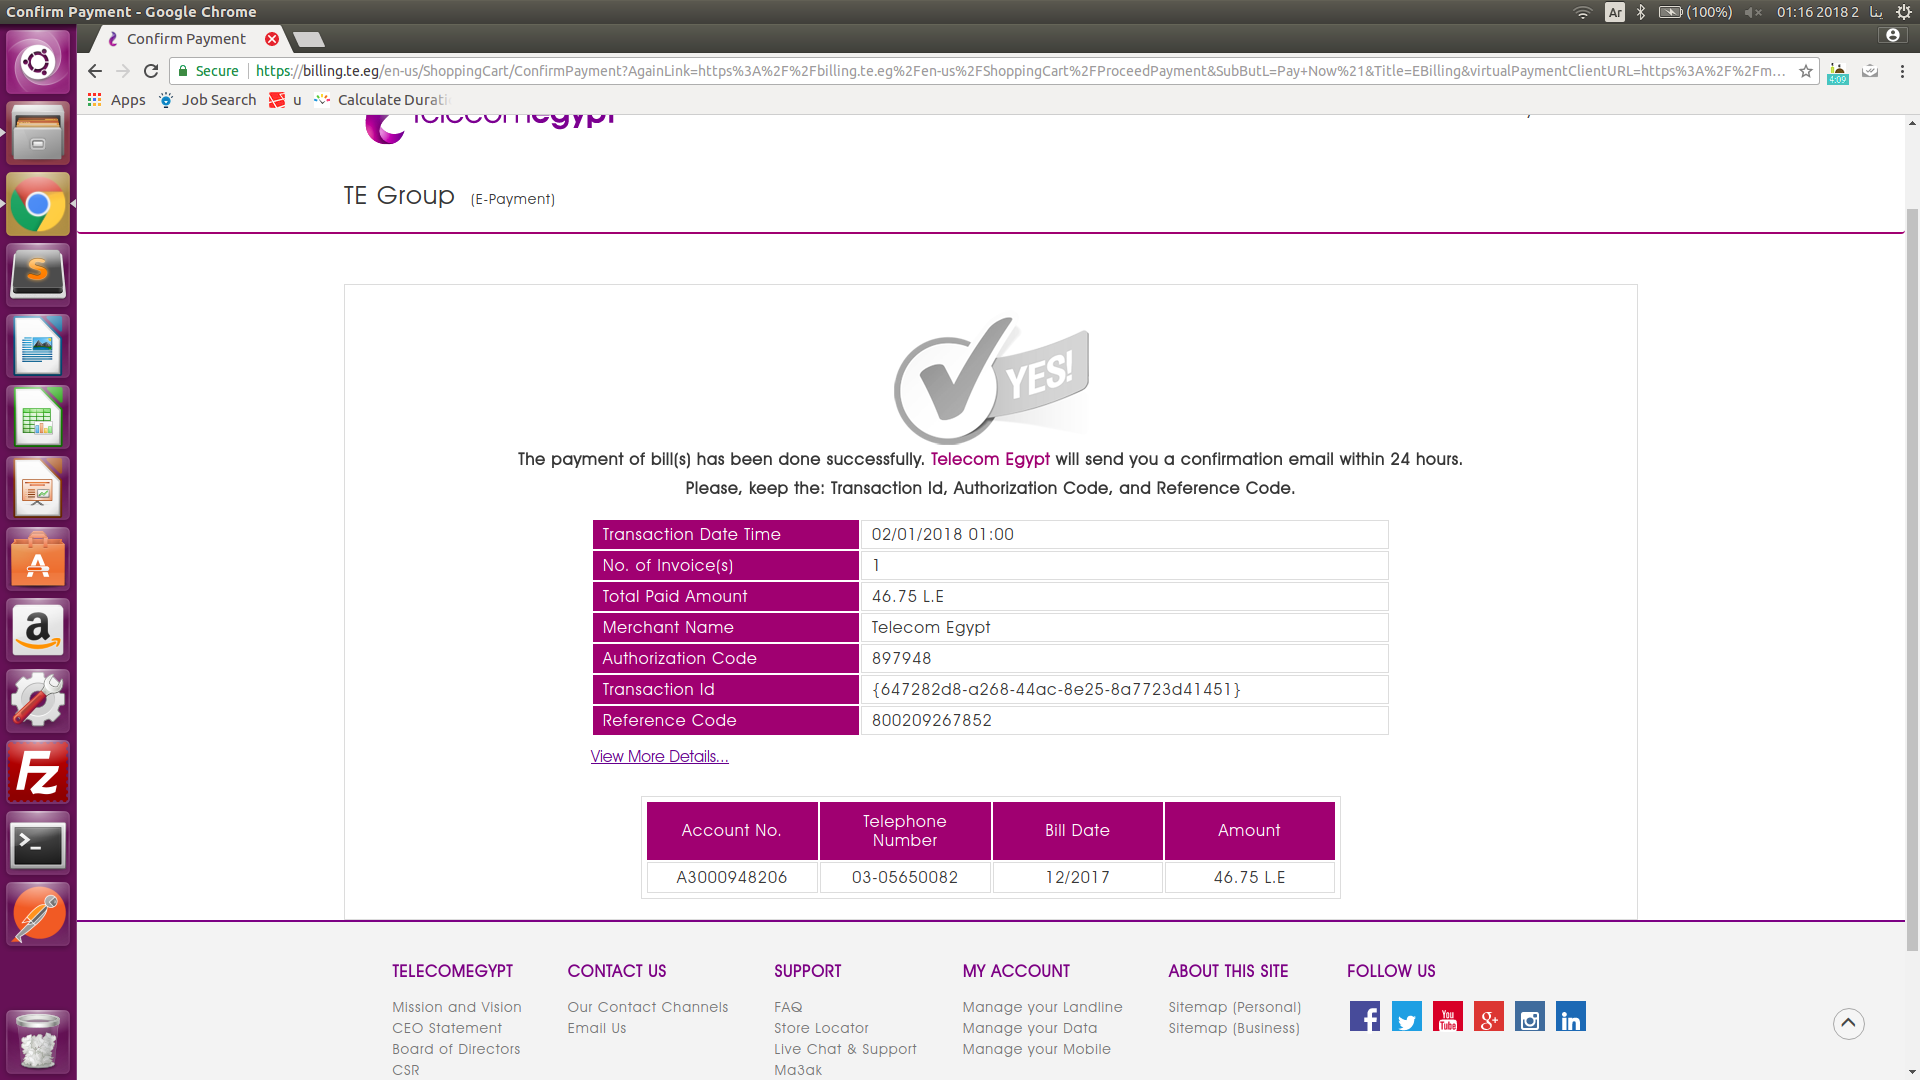 Confirm Payment - Google Chrome
Ar (100%) 01:16 2018 2 ينا
Confirm Payment
Secure https://billing.te.eg/en-us/ShoppingCart/ConfirmPayment?AgainLink=https%3A%2F%2Fbilling.te.eg%2Fen-us%2FShoppingCart%2FProceedPayment&SubButL=Pay+Now%21&Title=EBilling&virtualPaymentClientURL=https%3A%2F%2Fm... 4:09
Apps Job Search u Calculate Durati
telecomegypt
TE Group (E-Payment)
YES!
The payment of bill(s) has been done successfully. Telecom Egypt will send you a confirmation email within 24 hours.
Please, keep the: Transaction Id, Authorization Code, and Reference Code.
Transaction Date Time 02/01/2018 01:00
No. of Invoice(s) 1
Total Paid Amount 46.75 L.E
Merchant Name Telecom Egypt
Authorization Code 897948
Transaction Id {647282d8-a268-44ac-8e25-8a7723d41451}
Reference Code 800209267852
View More Details...
Account No. Telephone Number Bill Date Amount
A3000948206 03-05650082 12/2017 46.75 L.E
TELECOMEGYPT CONTACT US SUPPORT MY ACCOUNT ABOUT THIS SITE FOLLOW US
Mission and Vision Our Contact Channels FAQ Manage your Landline Sitemap (Personal)
CEO Statement Email Us Store Locator Manage your Data Sitemap (Business)
Board of Directors Live Chat & Support Manage your Mobile
CSR Ma3ak